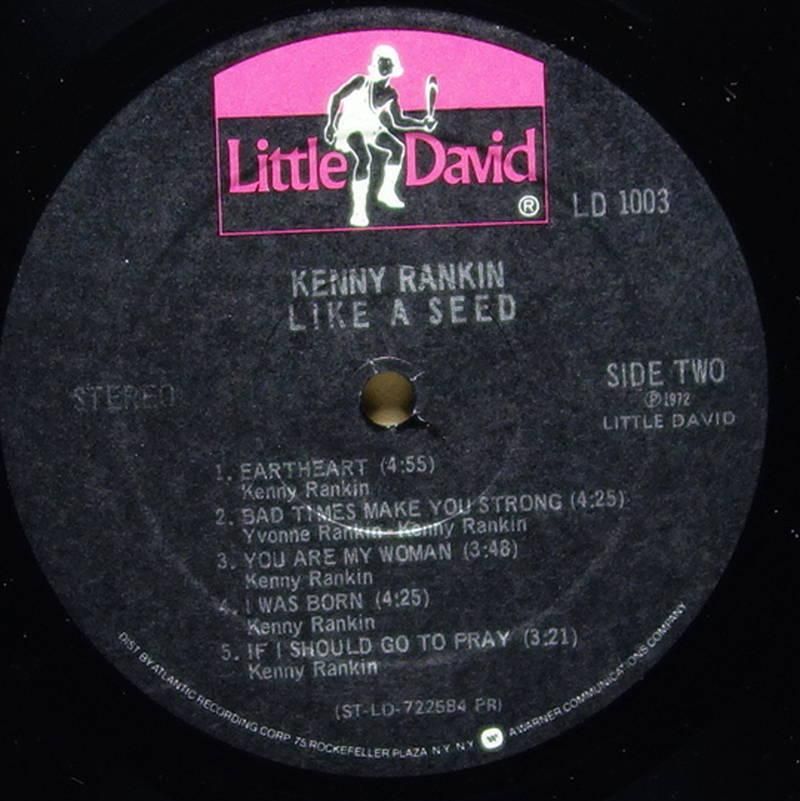 Little David
®
LD 1003
KENNY RANKIN
LIKE A SEED
STEREO
SIDE TWO
℗ 1972
LITTLE DAVID
1. EARTHEART (4:55)
Kenny Rankin
2. BAD TIMES MAKE YOU STRONG (4:25)
Yvonne Rankin - Kenny Rankin
3. YOU ARE MY WOMAN (3:48)
Kenny Rankin
4. I WAS BORN (4:25)
Kenny Rankin
5. IF I SHOULD GO TO PRAY (3:21)
Kenny Rankin
(ST-LD-722584 PR)
DIST. BY ATLANTIC RECORDING CORP. 75 ROCKEFELLER PLAZA N.Y. N.Y. W A WARNER COMMUNICATIONS COMPANY